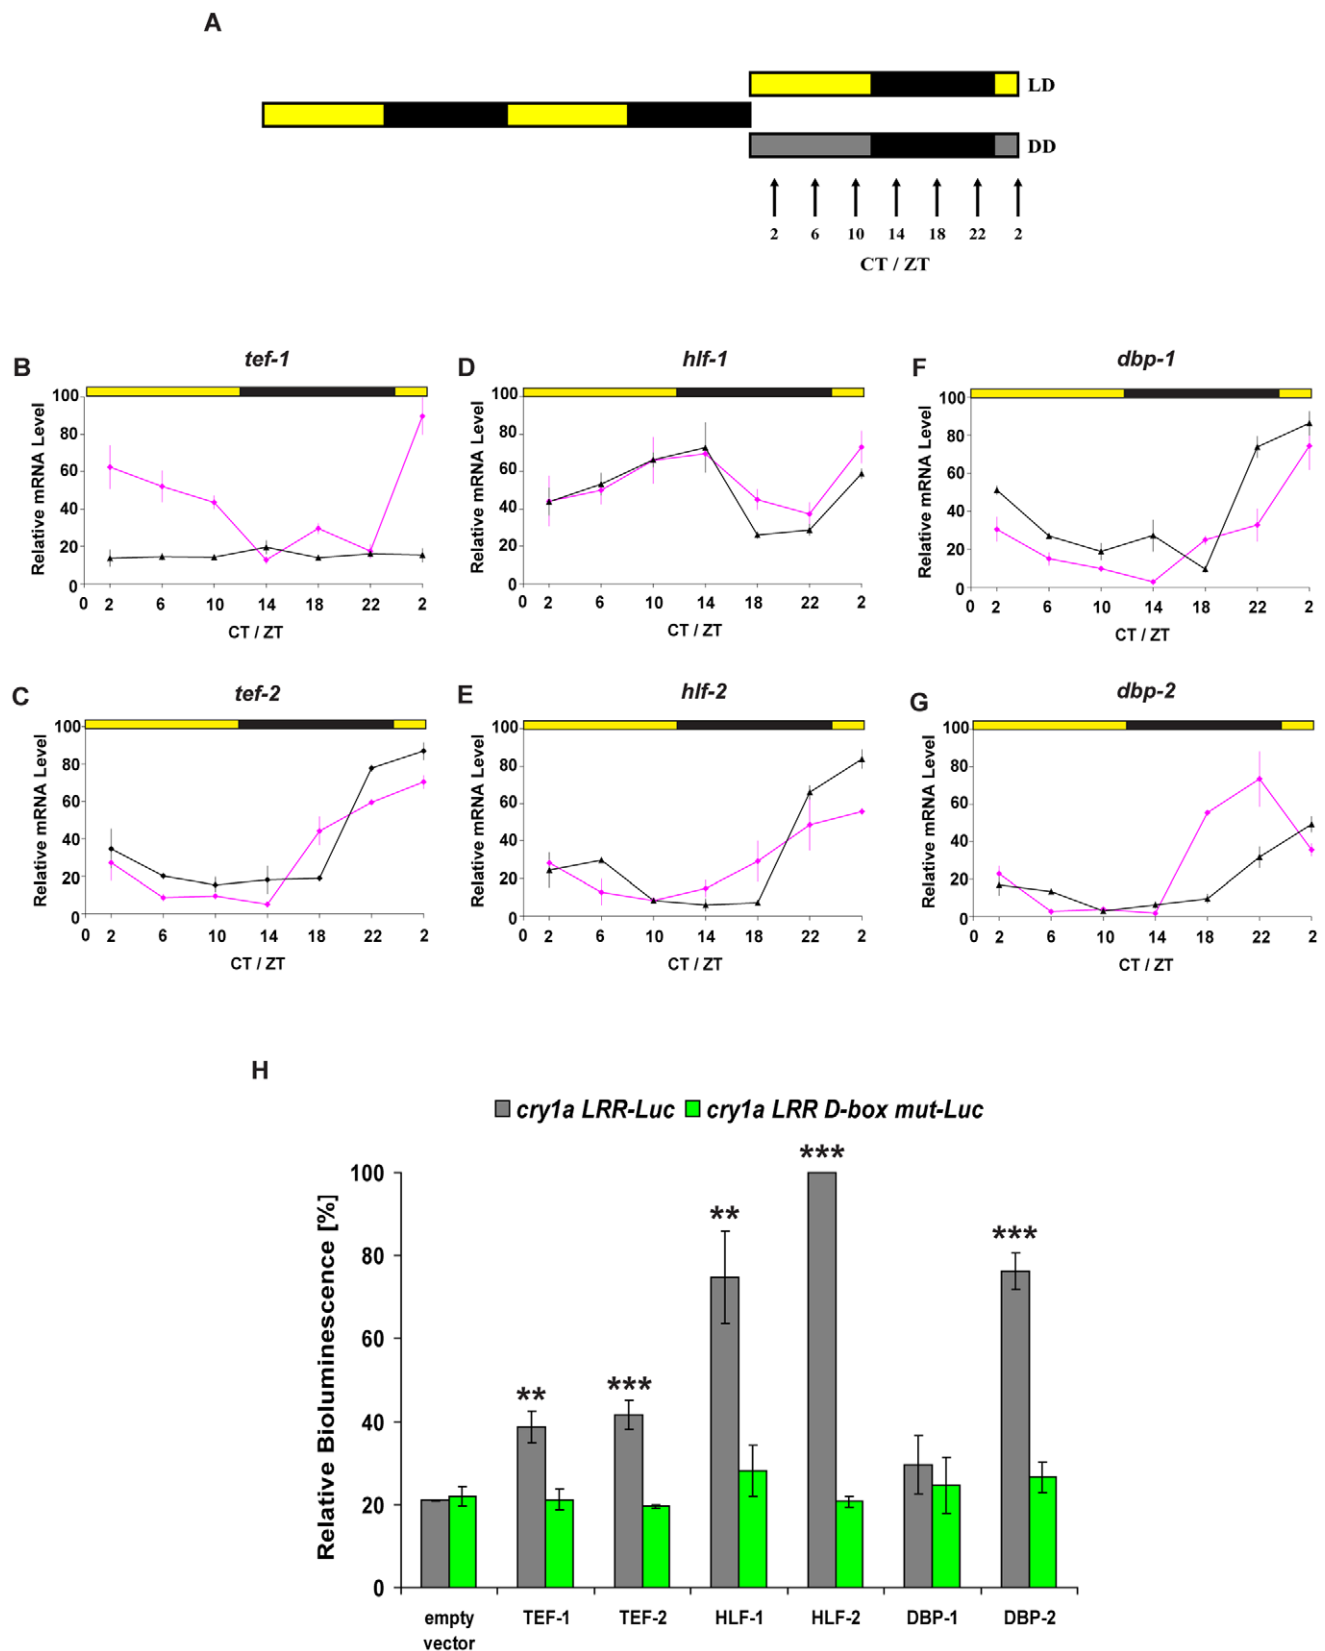 A
LD
DD
2 6 10 14 18 22 2
CT / ZT
B
tef-1
Relative mRNA Level
100
80
60
40
20
0
0 2 6 10 14 18 22 2
CT / ZT
D
hlf-1
Relative mRNA Level
100
80
60
40
20
0
0 2 6 10 14 18 22 2
CT / ZT
F
dbp-1
Relative mRNA Level
100
80
60
40
20
0
0 2 6 10 14 18 22 2
CT / ZT
C
tef-2
Relative mRNA Level
100
80
60
40
20
0
0 2 6 10 14 18 22 2
CT / ZT
E
hlf-2
Relative mRNA Level
100
80
60
40
20
0
0 2 6 10 14 18 22 2
CT / ZT
G
dbp-2
Relative mRNA Level
100
80
60
40
20
0
0 2 6 10 14 18 22 2
CT / ZT
H
cry1a LRR-Luc cry1a LRR D-box mut-Luc
Relative Bioluminescence [%]
100
80
60
40
20
0
** *** ** *** ***
empty vector TEF-1 TEF-2 HLF-1 HLF-2 DBP-1 DBP-2